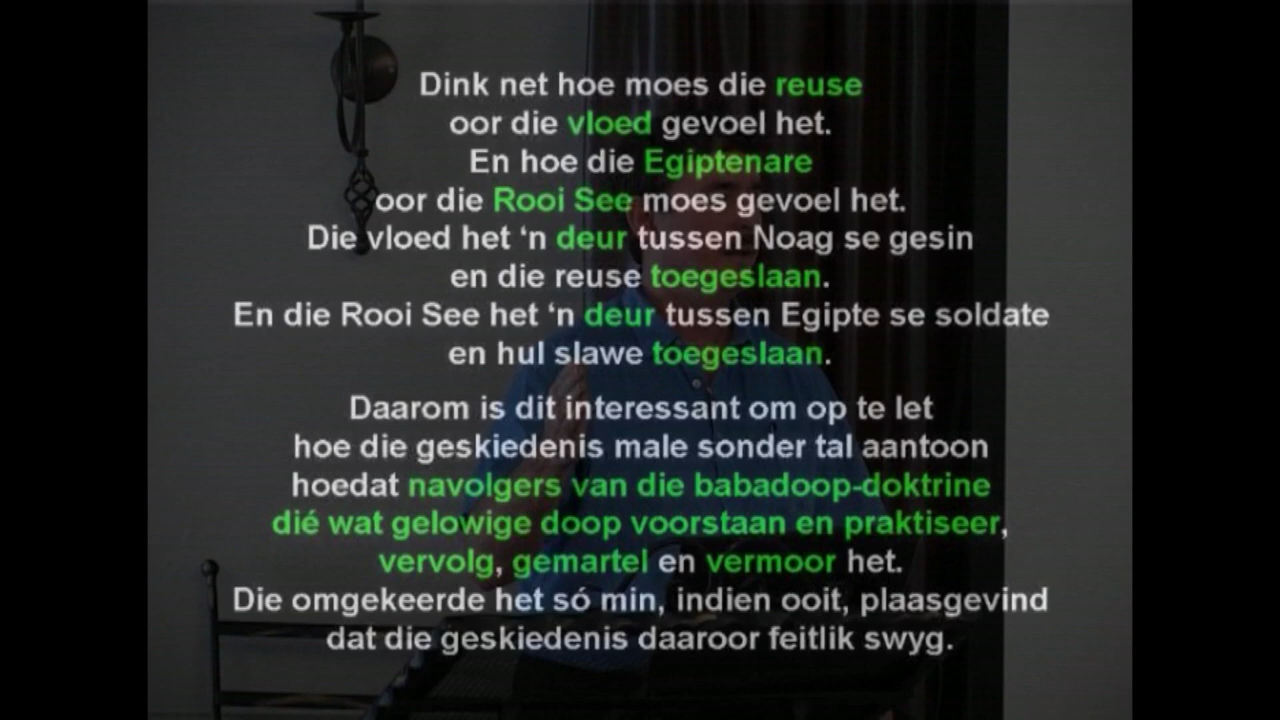 Dink net hoe moes die reuse
oor die vloed gevoel het.
En hoe die Egiptenare
oor die Rooi See moes gevoel het.
Die vloed het ‘n deur tussen Noag se gesin
en die reuse toegeslaan.
En die Rooi See het ‘n deur tussen Egipte se soldate
en hul slawe toegeslaan.
Daarom is dit interessant om op te let
hoe die geskiedenis male sonder tal aantoon
hoedat navolgers van die babadoop-doktrine
dié wat gelowige doop voorstaan en praktiseer,
vervolg, gemartel en vermoor het.
Die omgekeerde het só min, indien ooit, plaasgevind
dat die geskiedenis daaroor feitlik swyg.